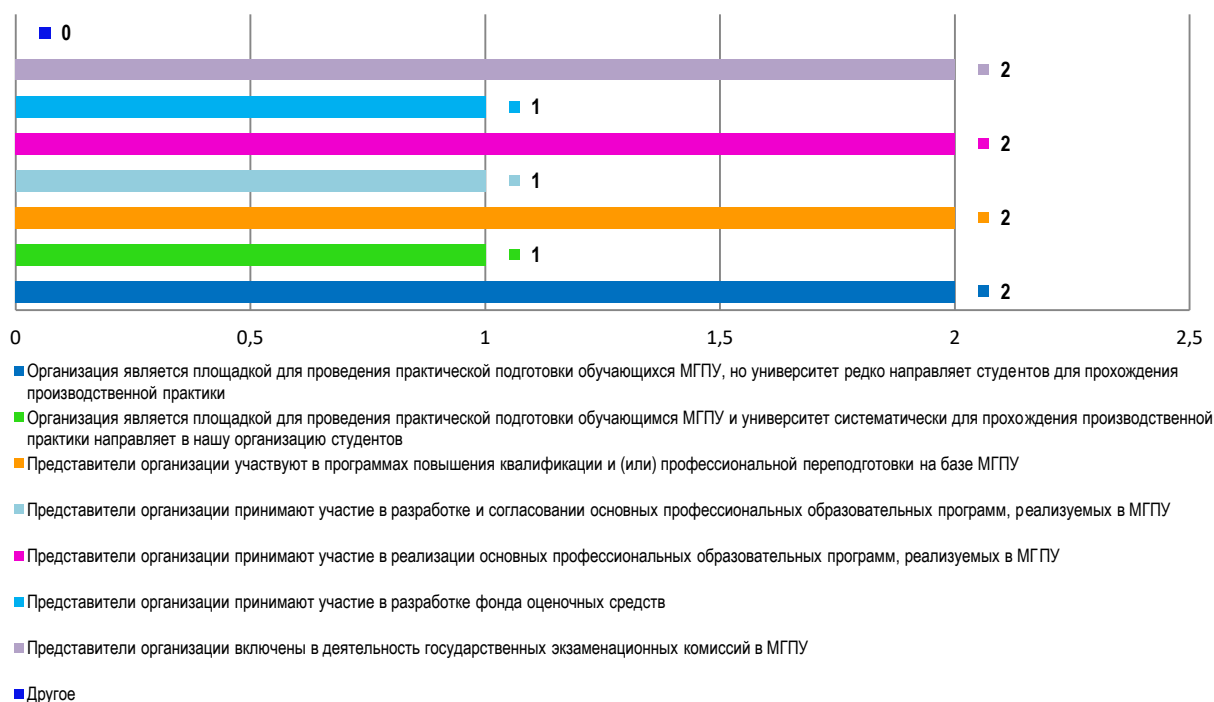 0
2
1
2
1
2
1
2
0 0,5 1 1,5 2 2,5
Организация является площадкой для проведения практической подготовки обучающихся МГПУ, но университет редко направляет студентов для прохождения
производственной практики
Организация является площадкой для проведения практической подготовки обучающимся МГПУ и университет систематически для прохождения производственной
практики направляет в нашу организацию студентов
Представители организации участвуют в программах повышения квалификации и (или) профессиональной переподготовки на базе МГПУ
Представители организации принимают участие в разработке и согласовании основных профессиональных образовательных программ, реализуемых в МГПУ
Представители организации принимают участие в реализации основных профессиональных образовательных программ, реализуемых в МГПУ
Представители организации принимают участие в разработке фонда оценочных средств
Представители организации включены в деятельность государственных экзаменационных комиссий в МГПУ
Другое